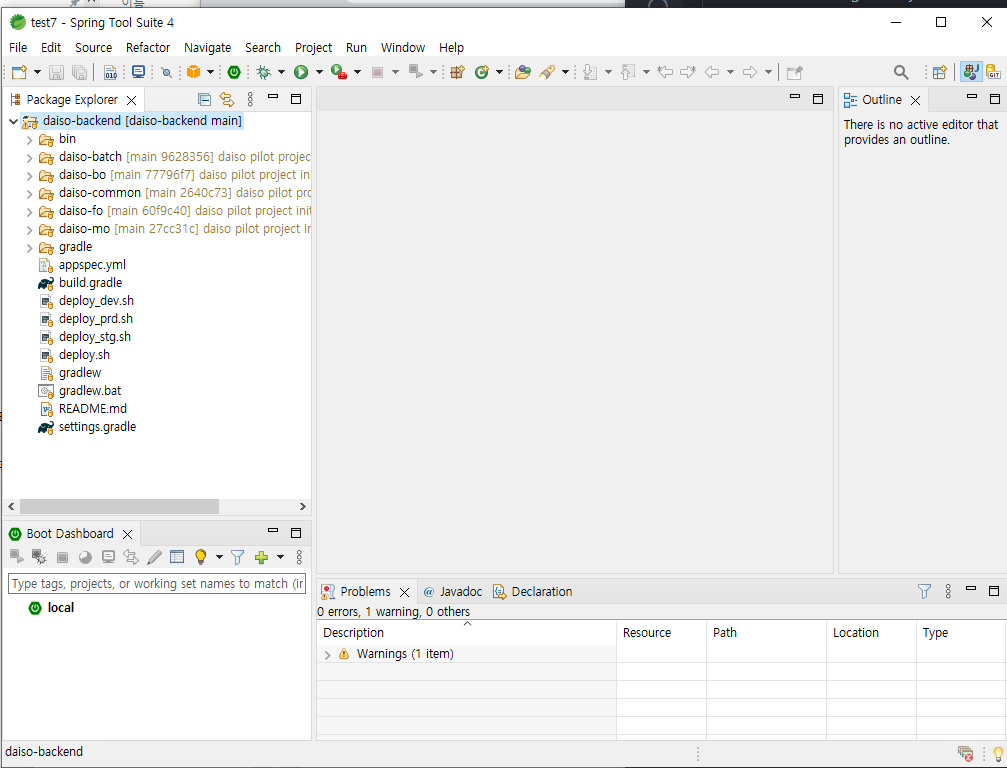 이들
test7 - Spring Tool Suite 4
File Edit Source Refactor Navigate Search Project Run Window Help
010
GIT
Package Explorer
daiso-backend [daiso-backend main]
bin
daiso-batch [main 9628356] daiso pilot projec
daiso-bo [main 77796f7] daiso pilot project in
daiso-common [main 2640c73] daiso pilot pro
daiso-fo [main 60f9c40] daiso pilot project init
daiso-mo [main 27cc31c] daiso pilot project ir
gradle
appspec.yml
build.gradle
deploy_dev.sh
deploy_prd.sh
deploy_stg.sh
deploy.sh
gradlew
gradlew.bat
README.md
settings.gradle
Outline
There is no active editor that
provides an outline.
Boot Dashboard
Type tags, projects, or working set names to match (ir
local
Problems @ Javadoc Declaration
0 errors, 1 warning, 0 others
Description Resource Path Location Type
Warnings (1 item)
daiso-backend